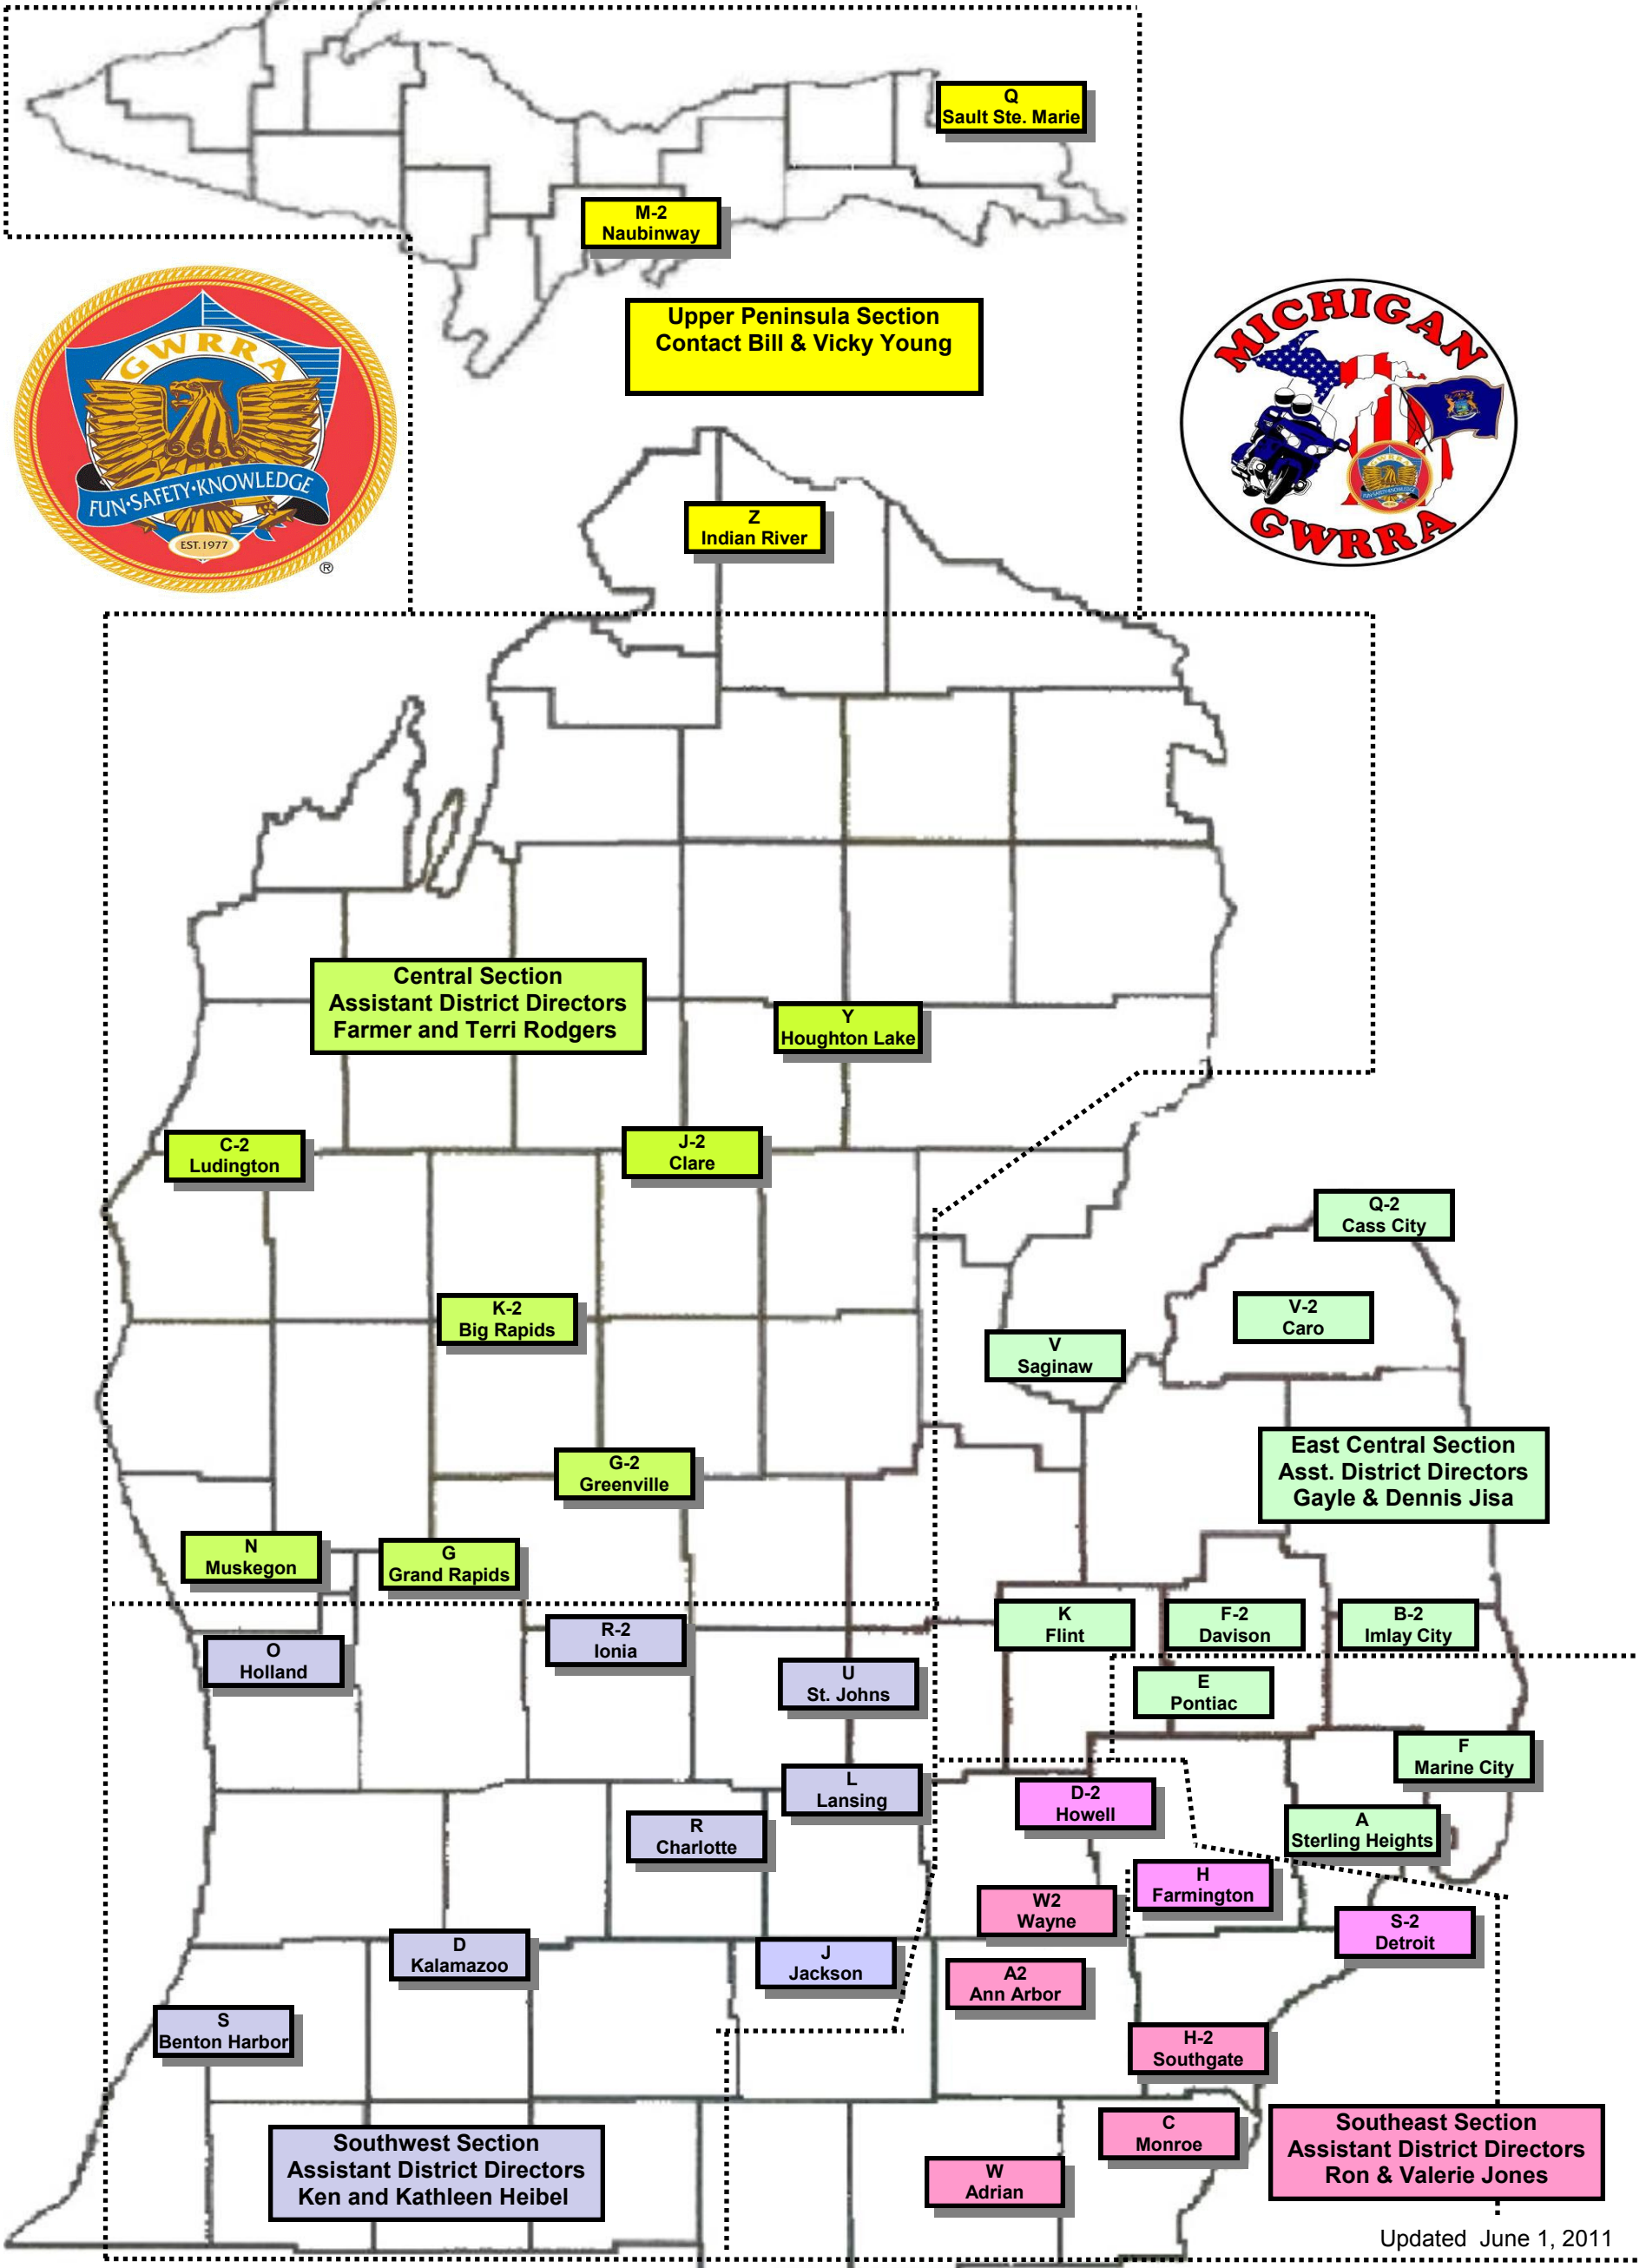 Q
Sault Ste. Marie
M-2
Naubinway
Upper Peninsula Section
Contact Bill & Vicky Young
GWRRA
FUN•SAFETY•KNOWLEDGE
EST.1977
®
MICHIGAN
GWRRA
FUN•SAFETY•KNOWLEDGE
GWRRA
Z
Indian River
Central Section
Assistant District Directors
Farmer and Terri Rodgers
Y
Houghton Lake
C-2
Ludington
J-2
Clare
Q-2
Cass City
K-2
Big Rapids
V-2
Caro
V
Saginaw
East Central Section
Asst. District Directors
Gayle & Dennis Jisa
G-2
Greenville
N
Muskegon
G
Grand Rapids
K
Flint
F-2
Davison
B-2
Imlay City
R-2
Ionia
O
Holland
U
St. Johns
E
Pontiac
F
Marine City
L
Lansing
D-2
Howell
A
Sterling Heights
R
Charlotte
H
Farmington
W2
Wayne
S-2
Detroit
D
Kalamazoo
J
Jackson
A2
Ann Arbor
S
Benton Harbor
H-2
Southgate
C
Monroe
Southeast Section
Assistant District Directors
Ron & Valerie Jones
Southwest Section
Assistant District Directors
Ken and Kathleen Heibel
W
Adrian
Updated June 1, 2011